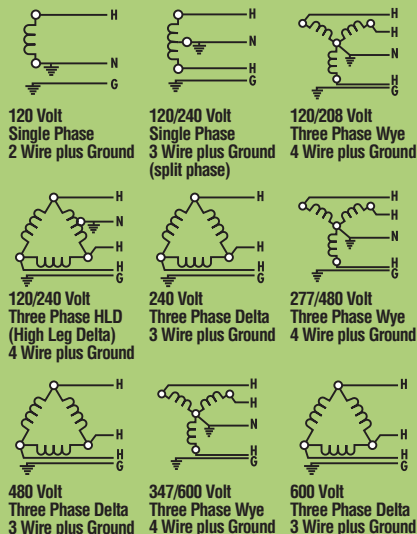 H
N
G
120 Volt
Single Phase
2 Wire plus Ground
H
N
H
G
120/240 Volt
Single Phase
3 Wire plus Ground
(split phase)
H
H
N
H
G
120/208 Volt
Three Phase Wye
4 Wire plus Ground
H
N
H
H
G
120/240 Volt
Three Phase HLD
(High Leg Delta)
4 Wire plus Ground
H
H
H
G
240 Volt
Three Phase Delta
3 Wire plus Ground
H
H
N
H
G
277/480 Volt
Three Phase Wye
4 Wire plus Ground
H
H
H
G
480 Volt
Three Phase Delta
3 Wire plus Ground
H
H
N
H
G
347/600 Volt
Three Phase Wye
4 Wire plus Ground
H
H
H
G
600 Volt
Three Phase Delta
3 Wire plus Ground